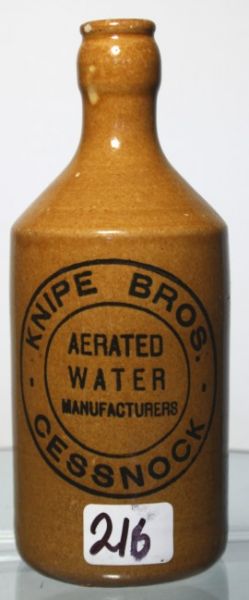 KNIPE BROS.
AERATED
WATER
MANUFACTURERS
CESSNOCK
216